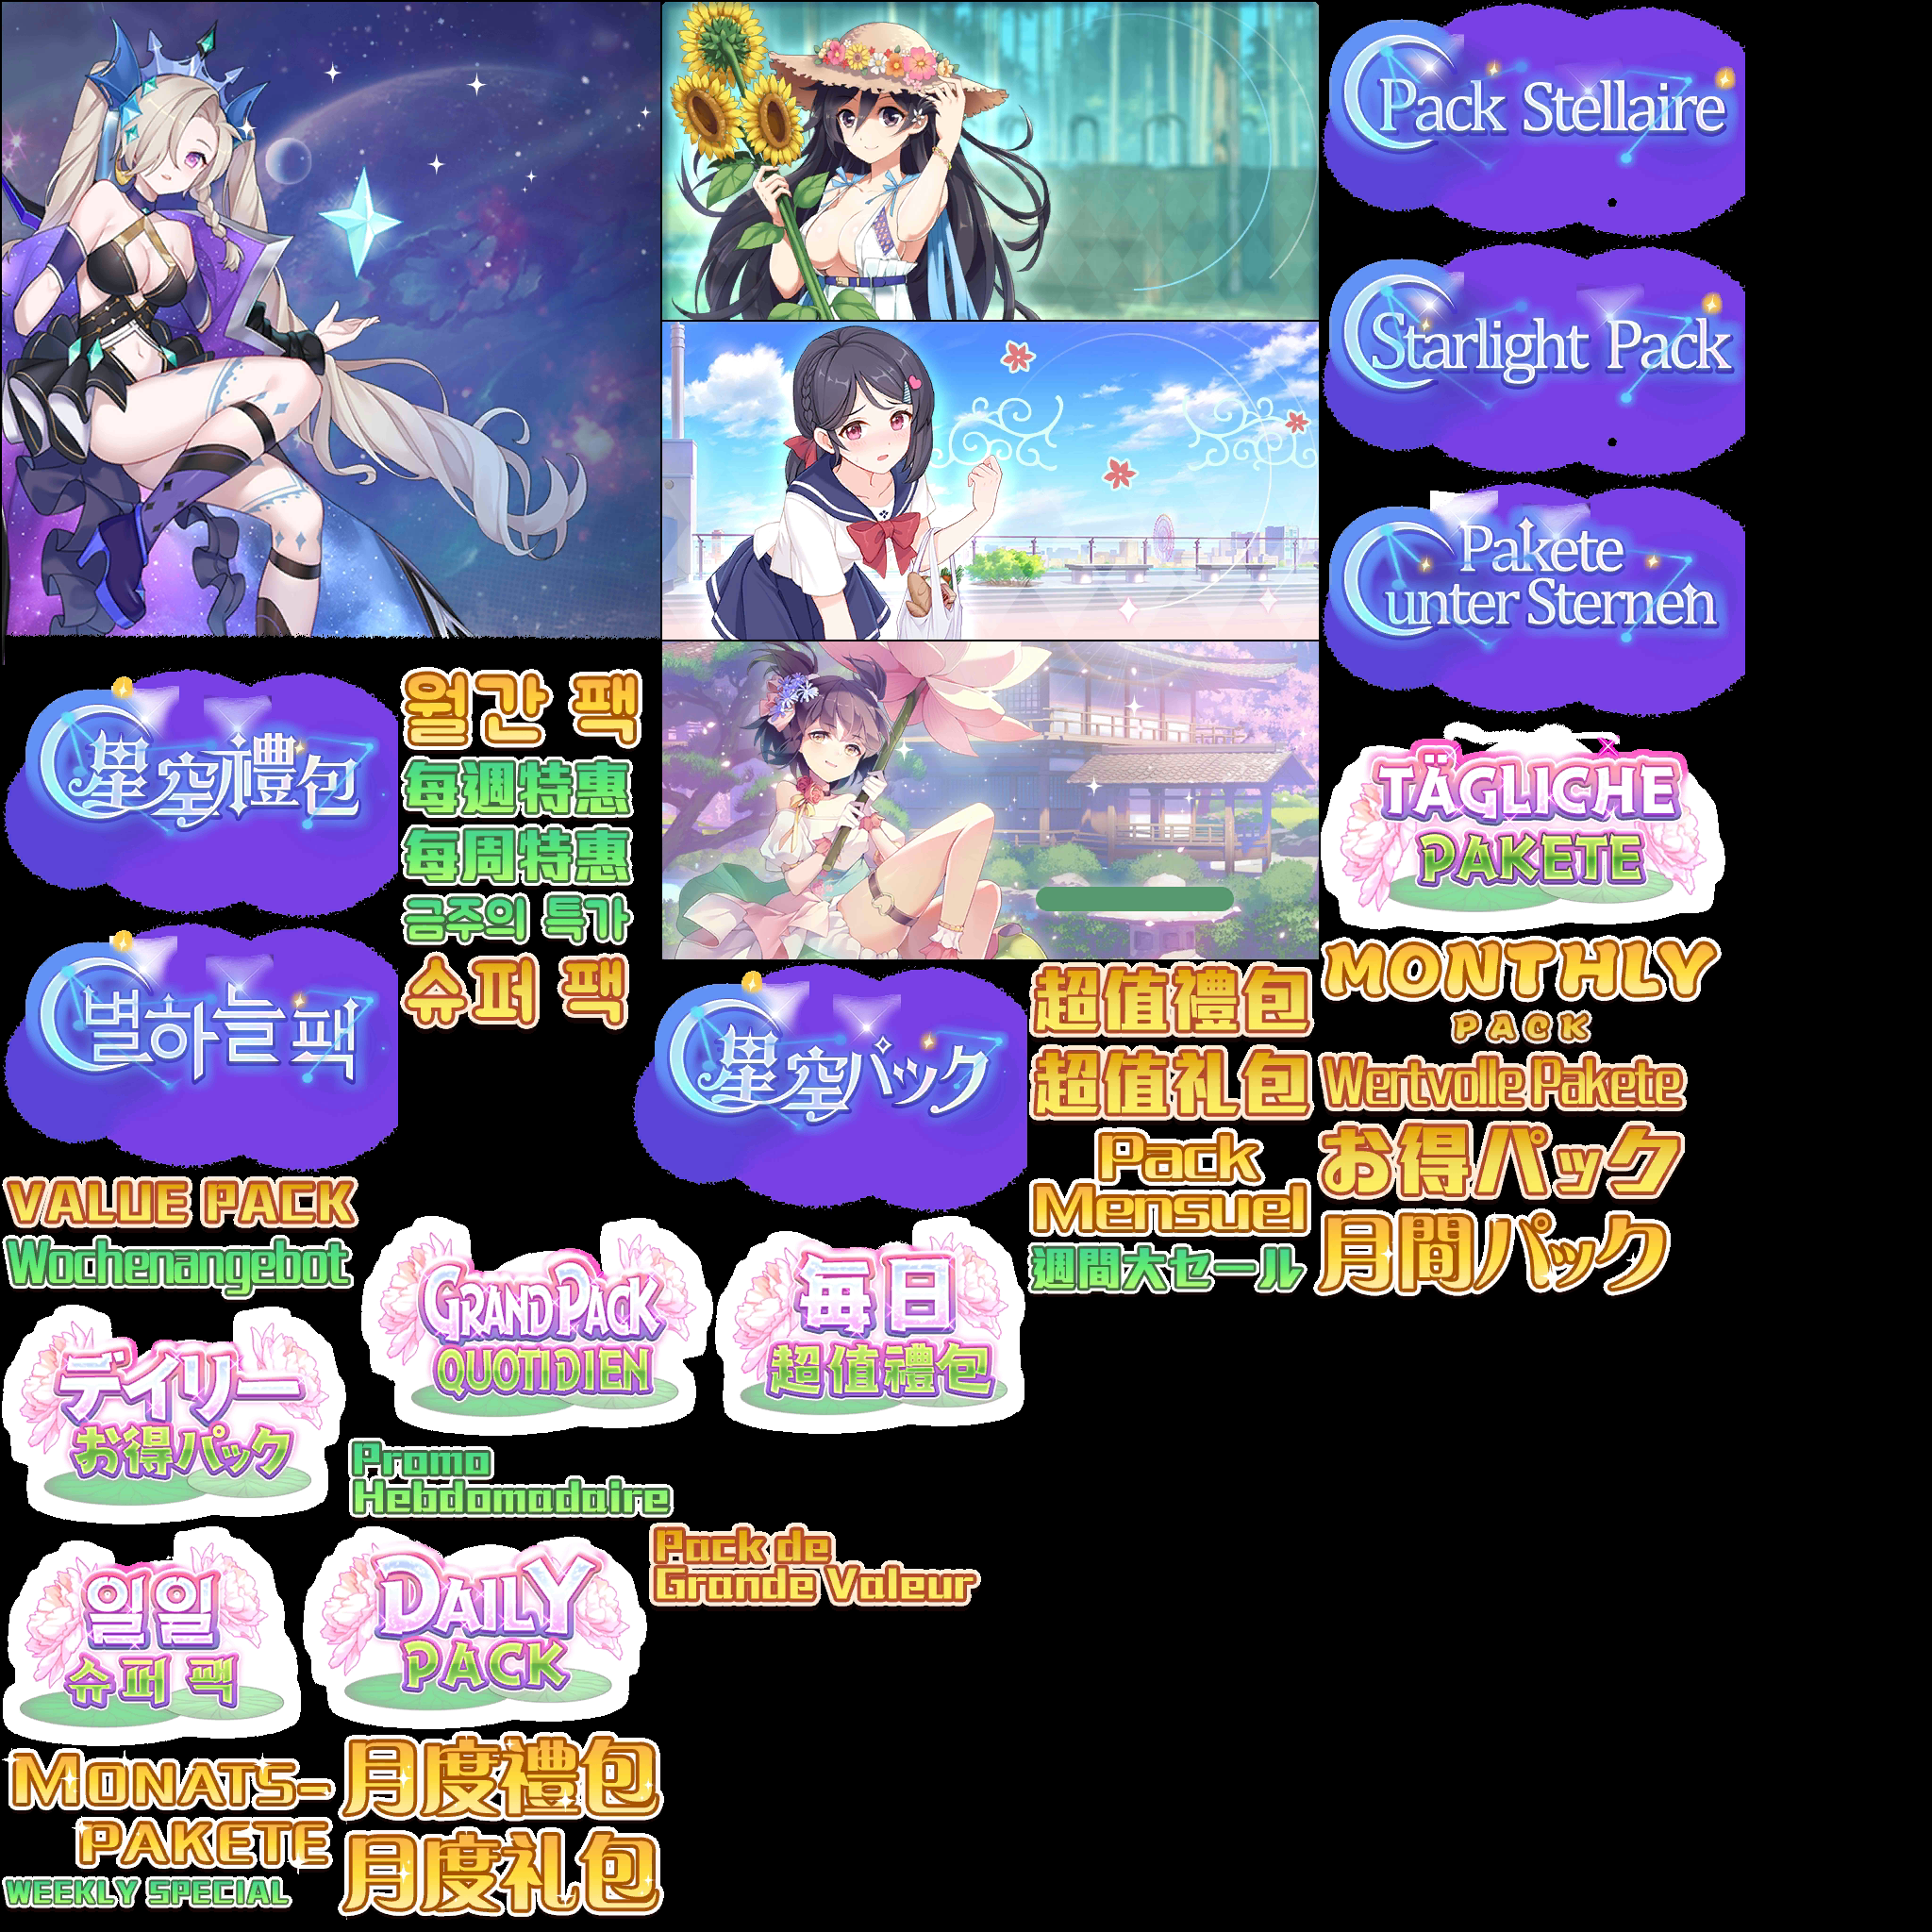 Pack Stellaire
Starlight Pack
Pakete
unter Sternen
星空禮包
월간 팩
每週特惠
每周特惠
금주의 특가
슈퍼 팩
별하늘 팩
TÄGLICHE
PAKETE
星空パック
超值禮包
超值礼包
Pack
Mensuel
週間大セール
MONTHLY
PACK
Wertvolle Pakete
お得パック
月間パック
VALUE PACK
Wochenangebot
GRAND PACK
QUOTIDIEN
每日
超值禮包
デイリー
お得パック
Promo
Hebdomadaire
Pack de
Grande Valeur
일일
슈퍼 팩
DAILY
PACK
MONATS-
PAKETE
WEEKLY SPECIAL
月度禮包
月度礼包